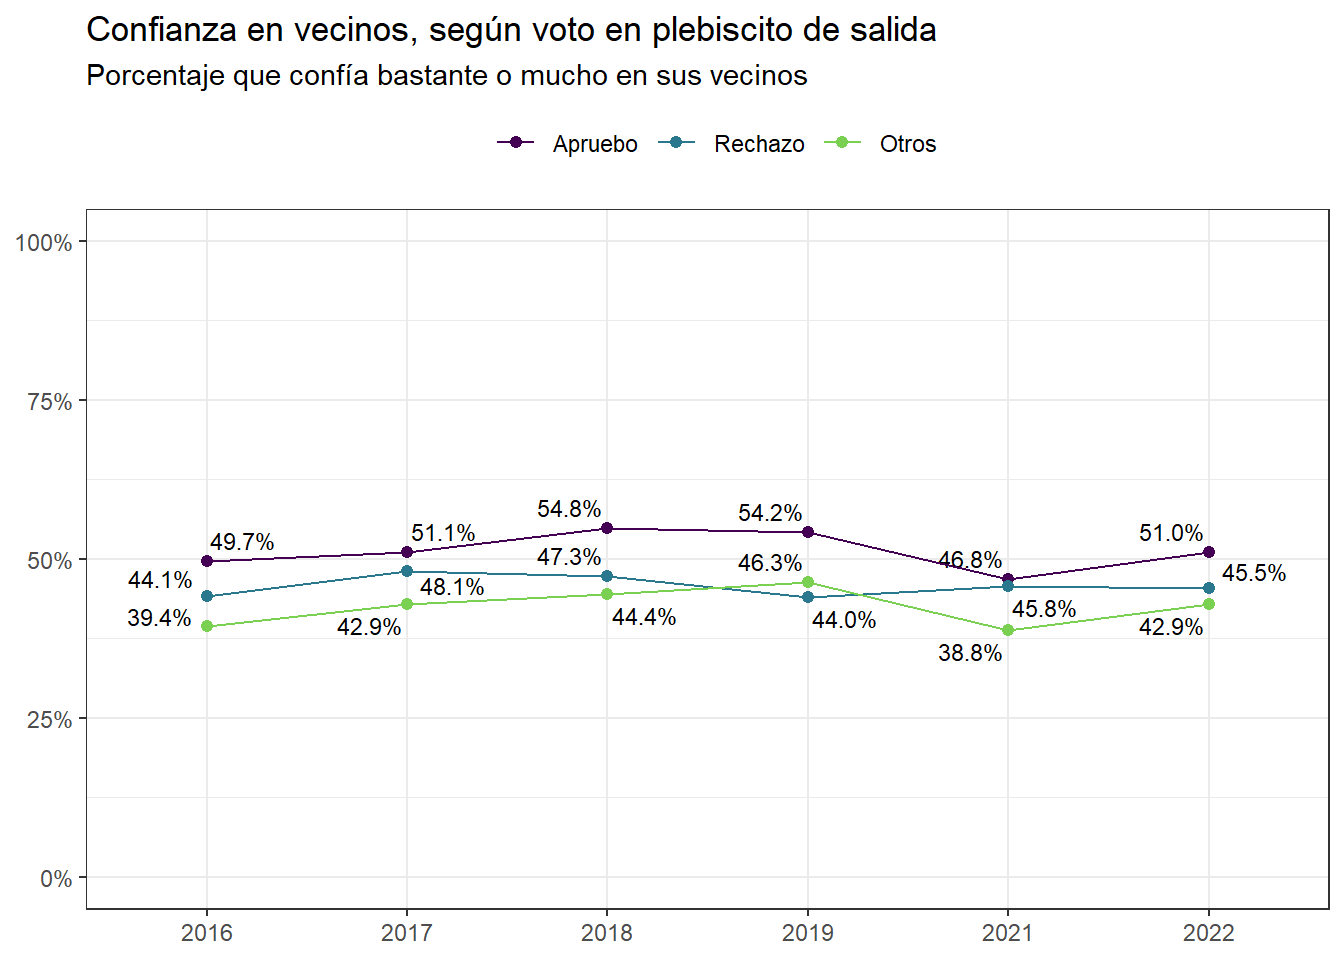 Confianza en vecinos, según voto en plebiscito de salida
Porcentaje que confía bastante o mucho en sus vecinos
Apruebo Rechazo Otros
100%
75%
54.8% 54.2%
49.7% 51.1% 47.3% 46.3% 46.8% 51.0%
50%
44.1% 48.1% 45.5%
39.4% 42.9% 44.4% 44.0% 45.8% 42.9%
38.8%
25%
0%
2016 2017 2018 2019 2021 2022